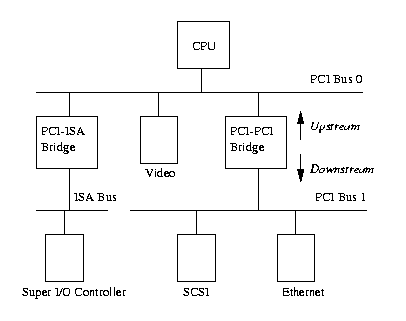 CPU
PCI Bus 0
PCI-ISA
Bridge
PCI-PCI
Bridge
Upstream
Video
Downstream
ISA Bus
PCI Bus 1
Super I/O Controller
SCSI
Ethernet